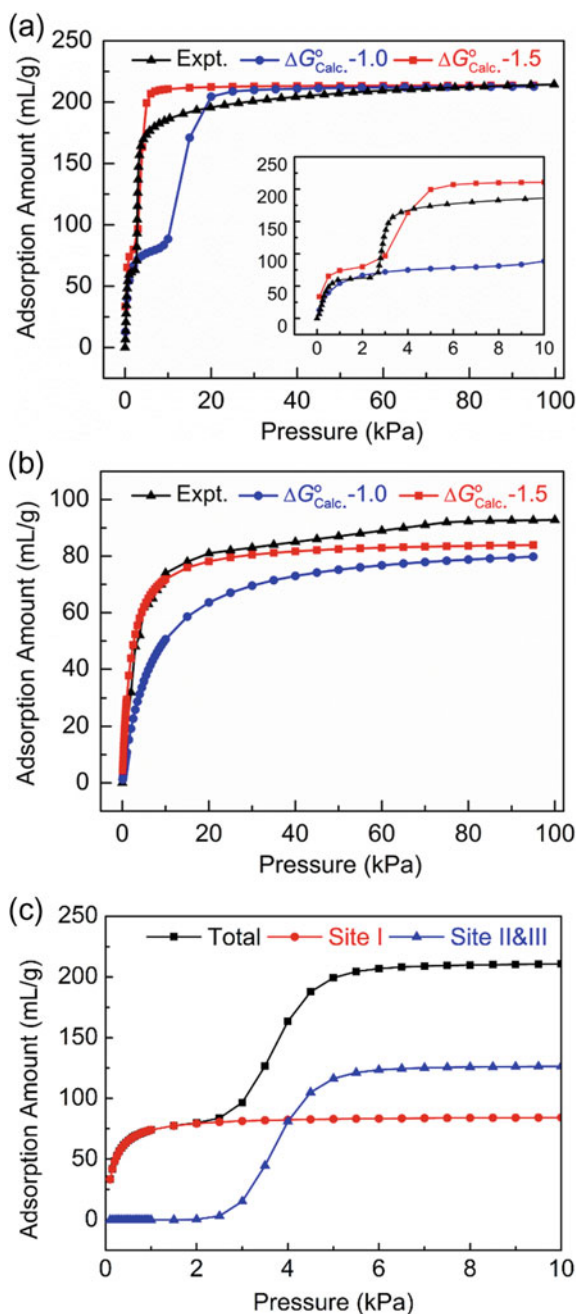 (a)
Expt. ΔG°Calc.-1.0 ΔG°Calc.-1.5
250
200
150
100
50
0
Adsorption Amount (mL/g)
250
200
150
100
50
0
0 2 4 6 8 10
0 20 40 60 80 100
Pressure (kPa)
(b)
Expt. ΔG°Calc.-1.0 ΔG°Calc.-1.5
100
80
60
40
20
0
Adsorption Amount (mL/g)
0 20 40 60 80 100
Pressure (kPa)
(c)
Total Site I Site II&III
250
200
150
100
50
0
Adsorption Amount (mL/g)
0 2 4 6 8 10
Pressure (kPa)